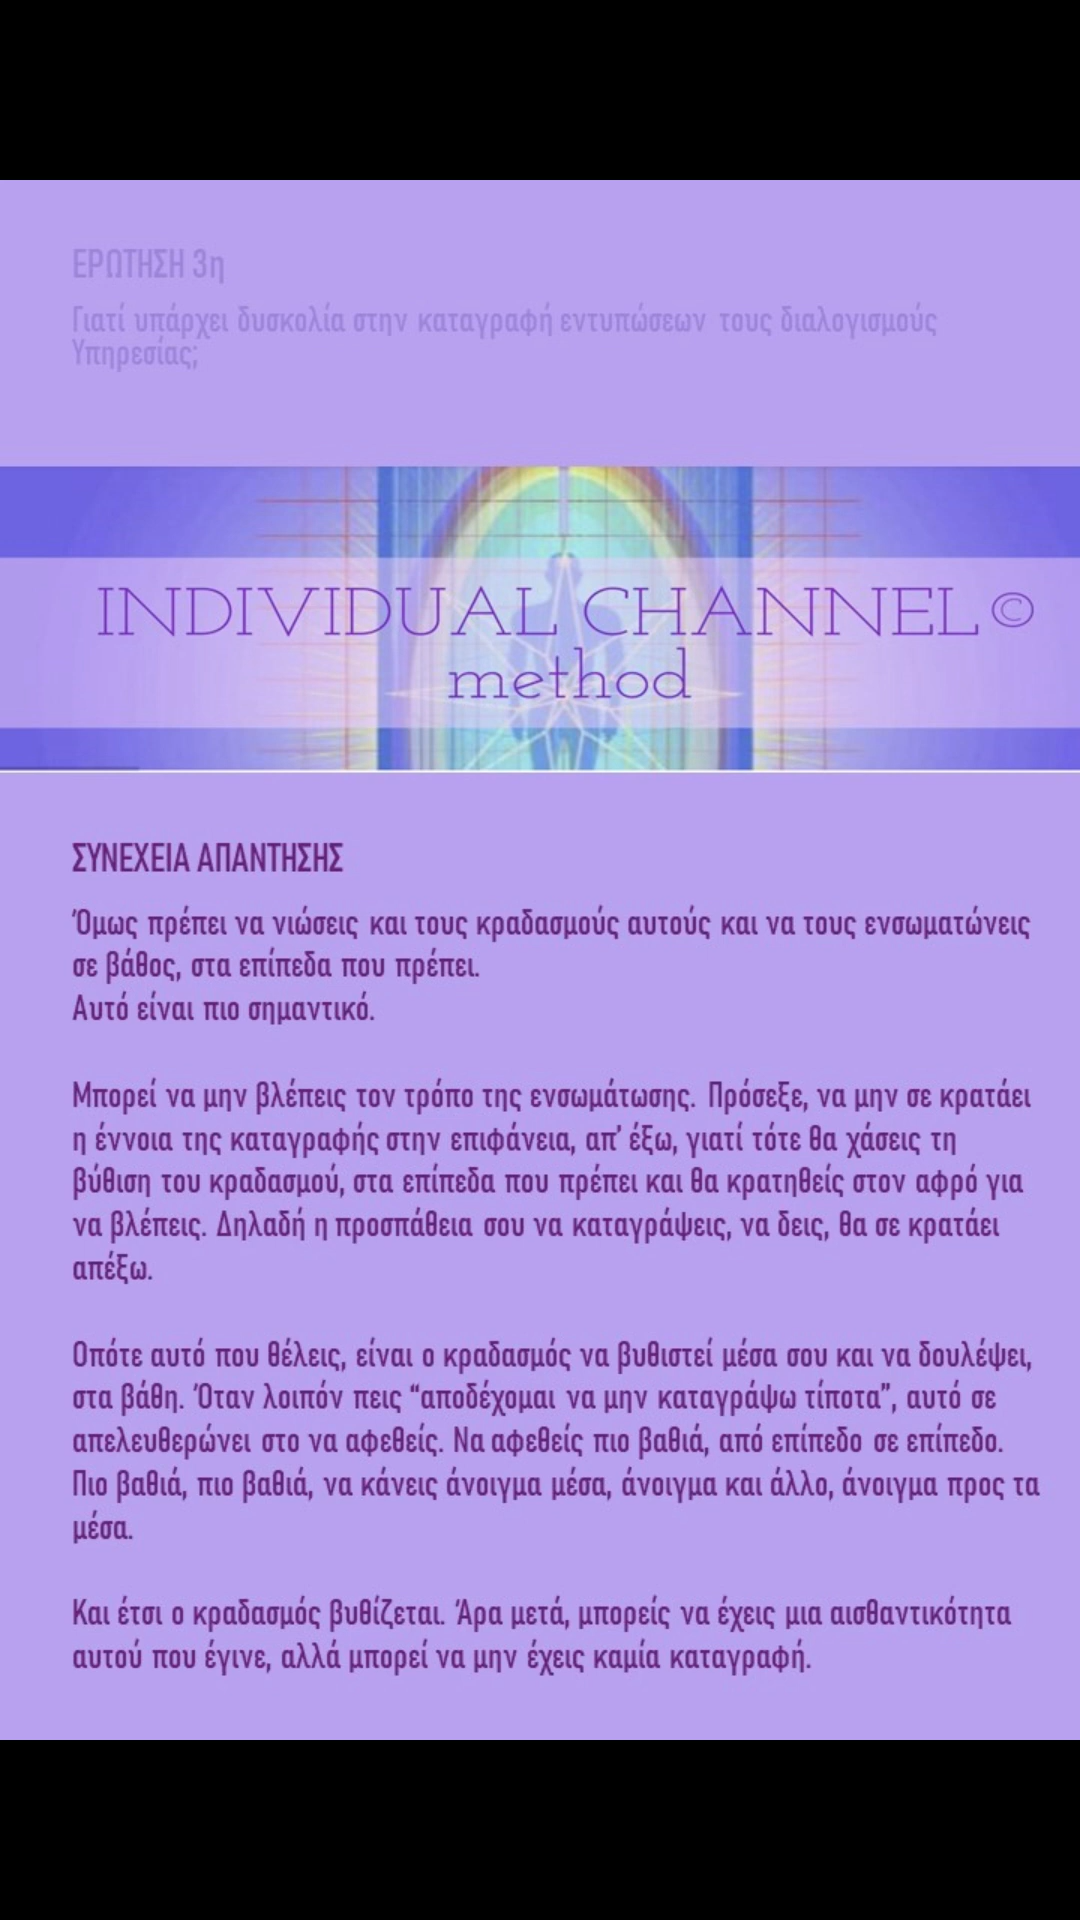 ΕΡΩΤΗΣΗ 3η
Γιατί υπάρχει δυσκολία στην καταγραφή εντυπώσεων τους διαλογισμούς
Υπηρεσίας;
INDIVIDUAL CHANNEL©
method
ΣΥΝΕΧΕΙΑ ΑΠΑΝΤΗΣΗΣ
Όμως πρέπει να νιώσεις και τους κραδασμούς αυτούς και να τους ενσωματώνεις
σε βάθος, στα επίπεδα που πρέπει.
Αυτό είναι πιο σημαντικό.
Μπορεί να μην βλέπεις τον τρόπο της ενσωμάτωσης. Πρόσεξε, να μην σε κρατάει
η έννοια της καταγραφής στην επιφάνεια, απ' έξω, γιατί τότε θα χάσεις τη
βύθιση του κραδασμού, στα επίπεδα που πρέπει και θα κρατηθείς στον αφρό για
να βλέπεις. Δηλαδή η προσπάθεια σου να καταγράψεις, να δεις, θα σε κρατάει
απέξω.
Οπότε αυτό που θέλεις, είναι ο κραδασμός να βυθιστεί μέσα σου και να δουλέψει,
στα βάθη. Όταν λοιπόν πεις “αποδέχομαι να μην καταγράψω τίποτα”, αυτό σε
απελευθερώνει στο να αφεθείς. Να αφεθείς πιο βαθιά, από επίπεδο σε επίπεδο.
Πιο βαθιά, πιο βαθιά, να κάνεις άνοιγμα μέσα, άνοιγμα και άλλο, άνοιγμα προς τα
μέσα.
Και έτσι ο κραδασμός βυθίζεται. Άρα μετά, μπορείς να έχεις μια αισθαντικότητα
αυτού που έγινε, αλλά μπορεί να μην έχεις καμία καταγραφή.